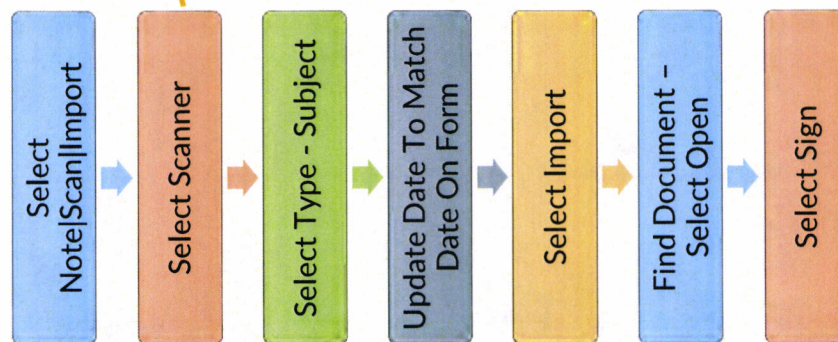 Select
Note|Scan|Import
Select Scanner
Select Type - Subject
Update Date To Match
Date On Form
Select Import
Find Document –
Select Open
Select Sign